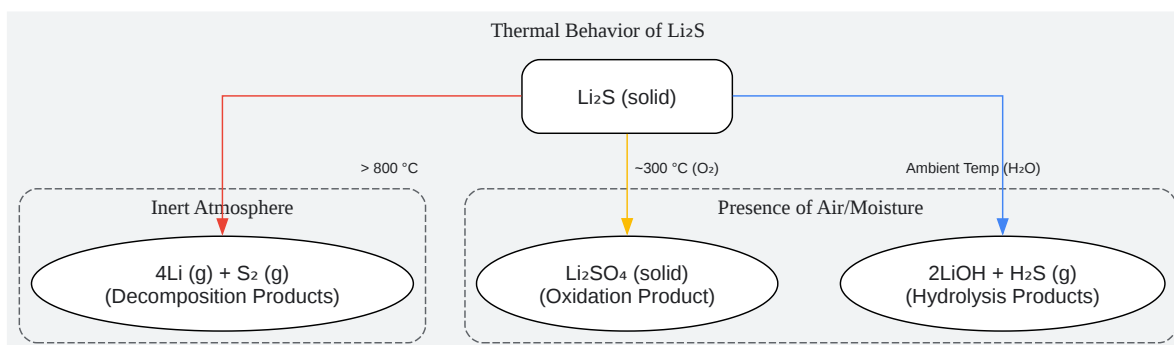 Thermal Behavior of Li₂S
Li₂S (solid)
> 800 °C
~300 °C (O₂)
Ambient Temp (H₂O)
Inert Atmosphere
Presence of Air/Moisture
4Li (g) + S₂ (g)
(Decomposition Products)
Li₂SO₄ (solid)
(Oxidation Product)
2LiOH + H₂S (g)
(Hydrolysis Products)